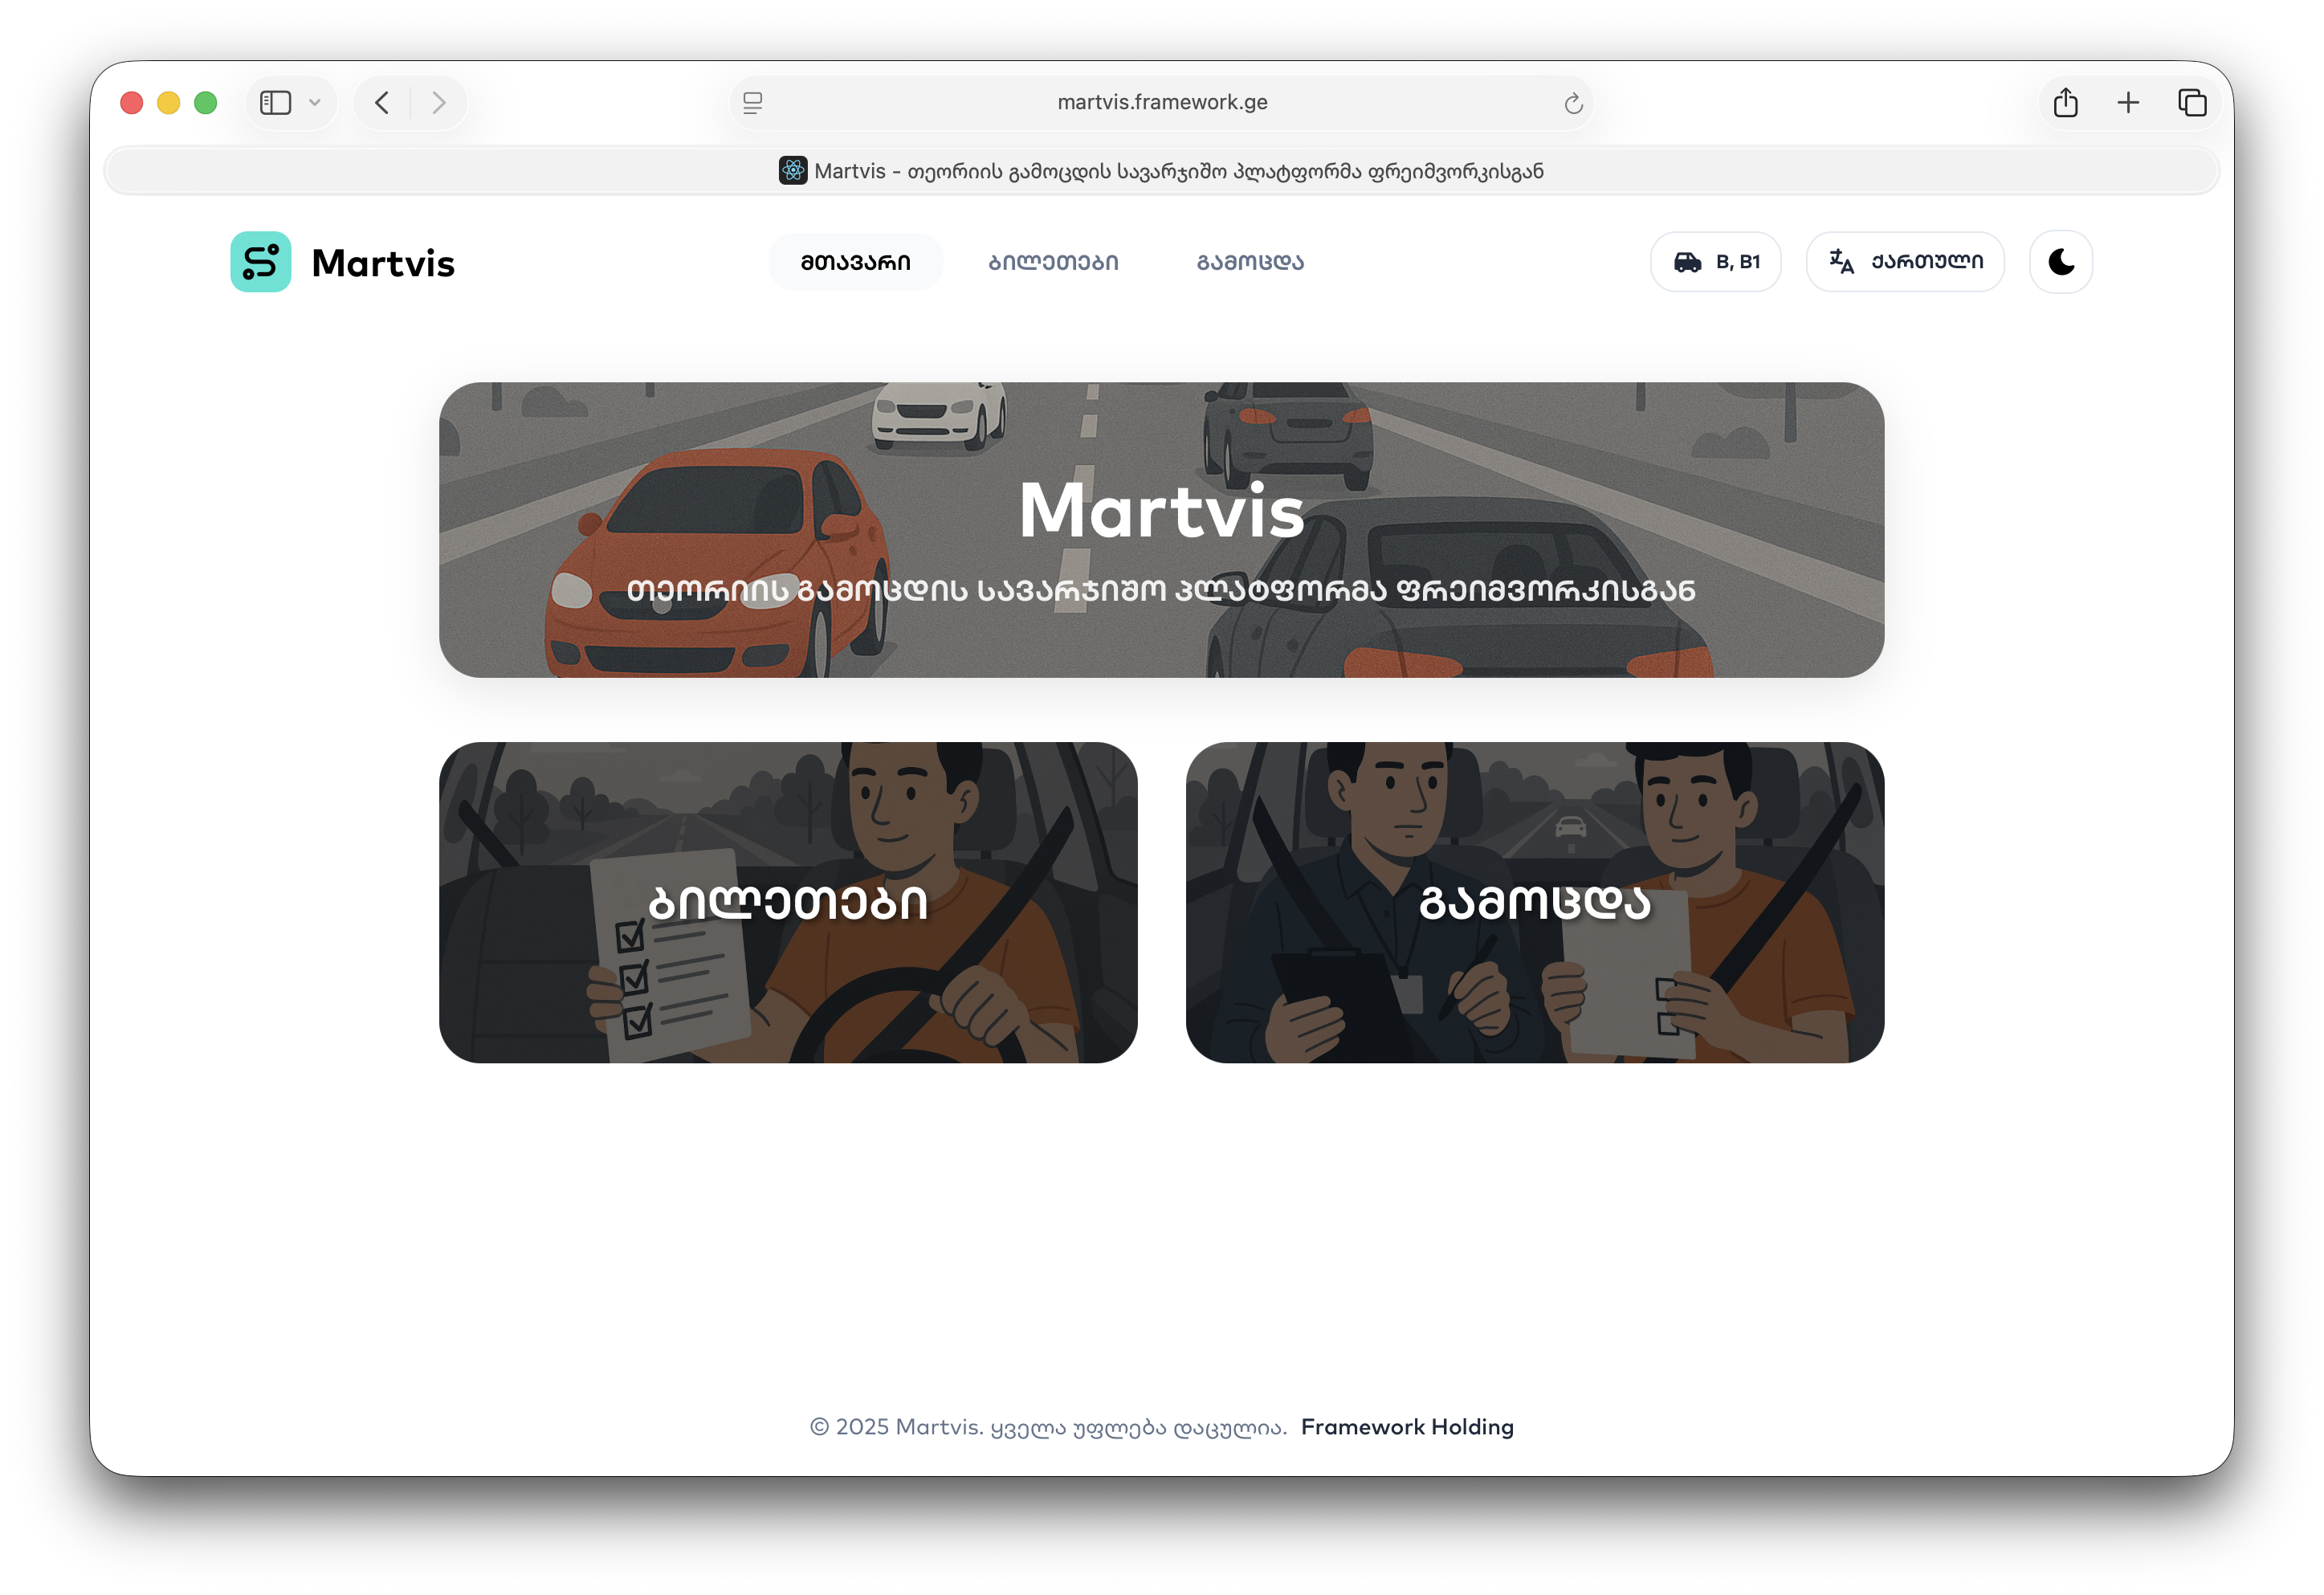 martvis.framework.ge
Martvis - თეორიის გამოცდის სავარჯიშო პლატფორმა ფრეიმვორკისგან
Martvis
მთავარი
ბილეთები
გამოცდა
B, B1
ქართული
Martvis
თეორიის გამოცდის სავარჯიშო პლატფორმა ფრეიმვორკისგან
ბილეთები
გამოცდა
© 2025 Martvis. ყველა უფლება დაცულია. Framework Holding